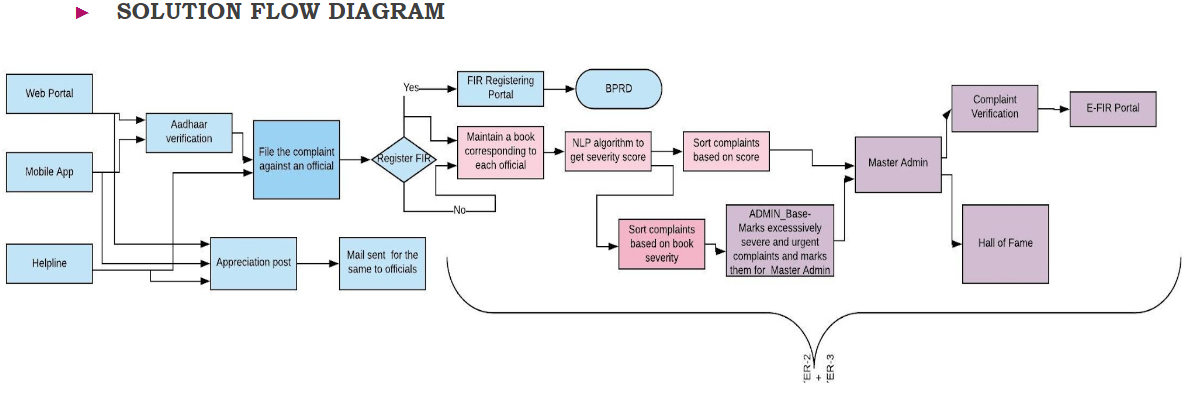 SOLUTION FLOW DIAGRAM
Web Portal
Mobile App
Helpline
Aadhaar
verification
File the complaint
against an official
Appreciation post
Mail sent for the
same to officials
Register FIR
Yes
No
FIR Registering
Portal
BPRD
Maintain a book
corresponding to
each official
NLP algorithm to
get severity score
Sort complaints
based on score
Sort complaints
based on book
severity
ADMIN_Base-
Marks excesssively
severe and urgent
complaints and marks
them for Master Admin
Master Admin
Complaint
Verification
E-FIR Portal
Hall of Fame
ER-2
+
ER-3